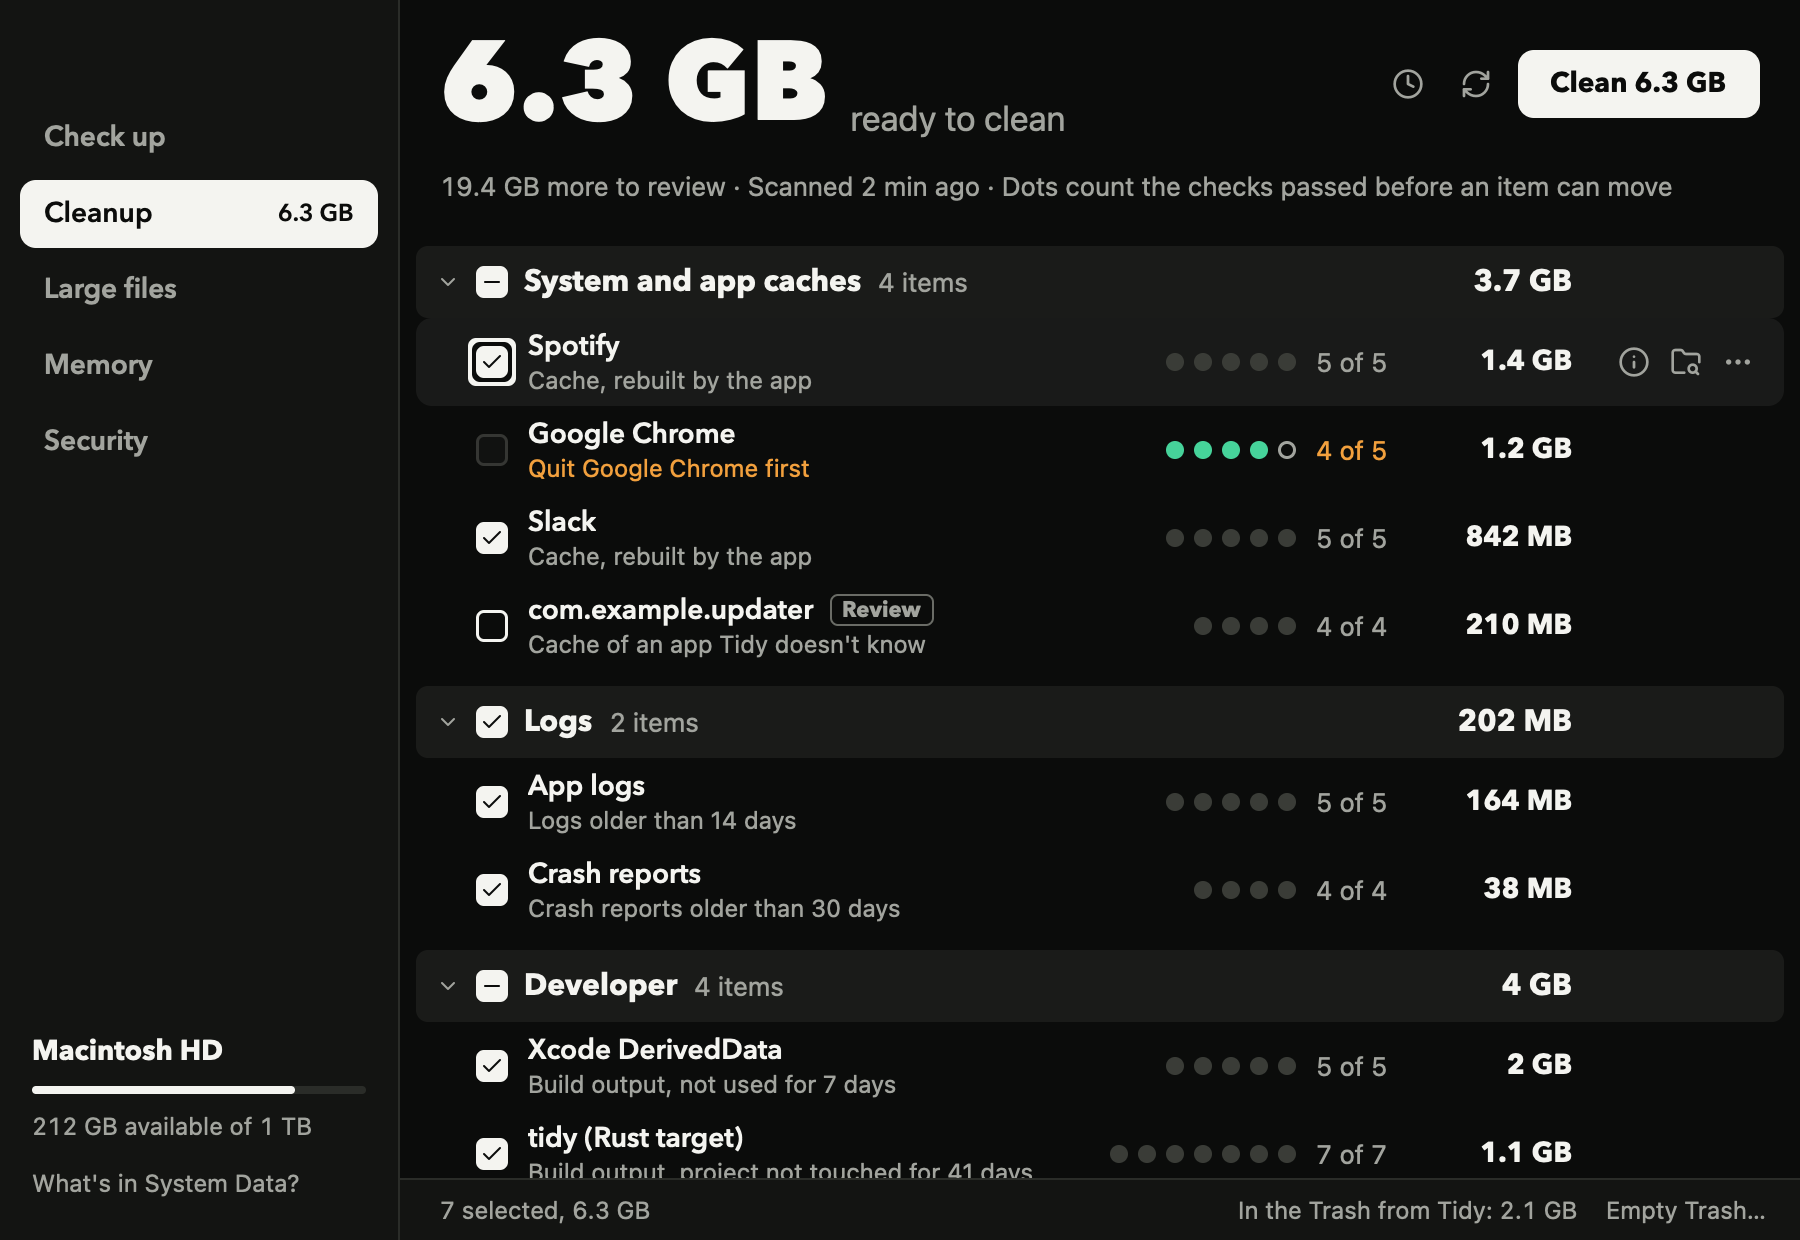 6.3 GB ready to clean
Clean 6.3 GB
19.4 GB more to review · Scanned 2 min ago · Dots count the checks passed before an item can move
Check up
Cleanup 6.3 GB
Large files
Memory
Security
Macintosh HD
212 GB available of 1 TB
What's in System Data?
System and app caches 4 items 3.7 GB
Spotify
Cache, rebuilt by the app
5 of 5 1.4 GB
Google Chrome
Quit Google Chrome first
4 of 5 1.2 GB
Slack
Cache, rebuilt by the app
5 of 5 842 MB
com.example.updater Review
Cache of an app Tidy doesn't know
4 of 4 210 MB
Logs 2 items 202 MB
App logs
Logs older than 14 days
5 of 5 164 MB
Crash reports
Crash reports older than 30 days
4 of 4 38 MB
Developer 4 items 4 GB
Xcode DerivedData
Build output, not used for 7 days
5 of 5 2 GB
tidy (Rust target)
Build output, project not touched for 41 days
7 of 7 1.1 GB
7 selected, 6.3 GB
In the Trash from Tidy: 2.1 GB Empty Trash...